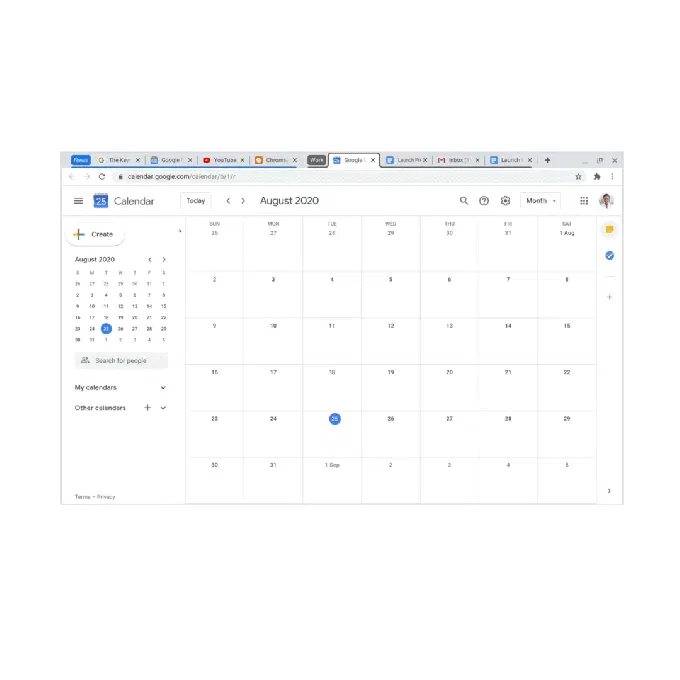 News The Key Google YouTube Chrome Work Google Launch Pr Inbox Launch
calendar.google.com/calendar/b/1/r
25 Calendar Today August 2020 Month
Create
SUN MON TUE WED THU FRI SAT
26 27 28 29 30 31 1 Aug
August 2020
S M T W T F S
26 27 28 29 30 31 1
2 3 4 5 6 7 8
9 10 11 12 13 14 15
16 17 18 19 20 21 22
23 24 25 26 27 28 29
30 31 1 2 3 4 5
Search for people
My calendars
Other calendars
Terms – Privacy
2 3 4 5 6 7 8
9 10 11 12 13 14 15
16 17 18 19 20 21 22
23 24 25 26 27 28 29
30 31 1 Sep 2 3 4 5